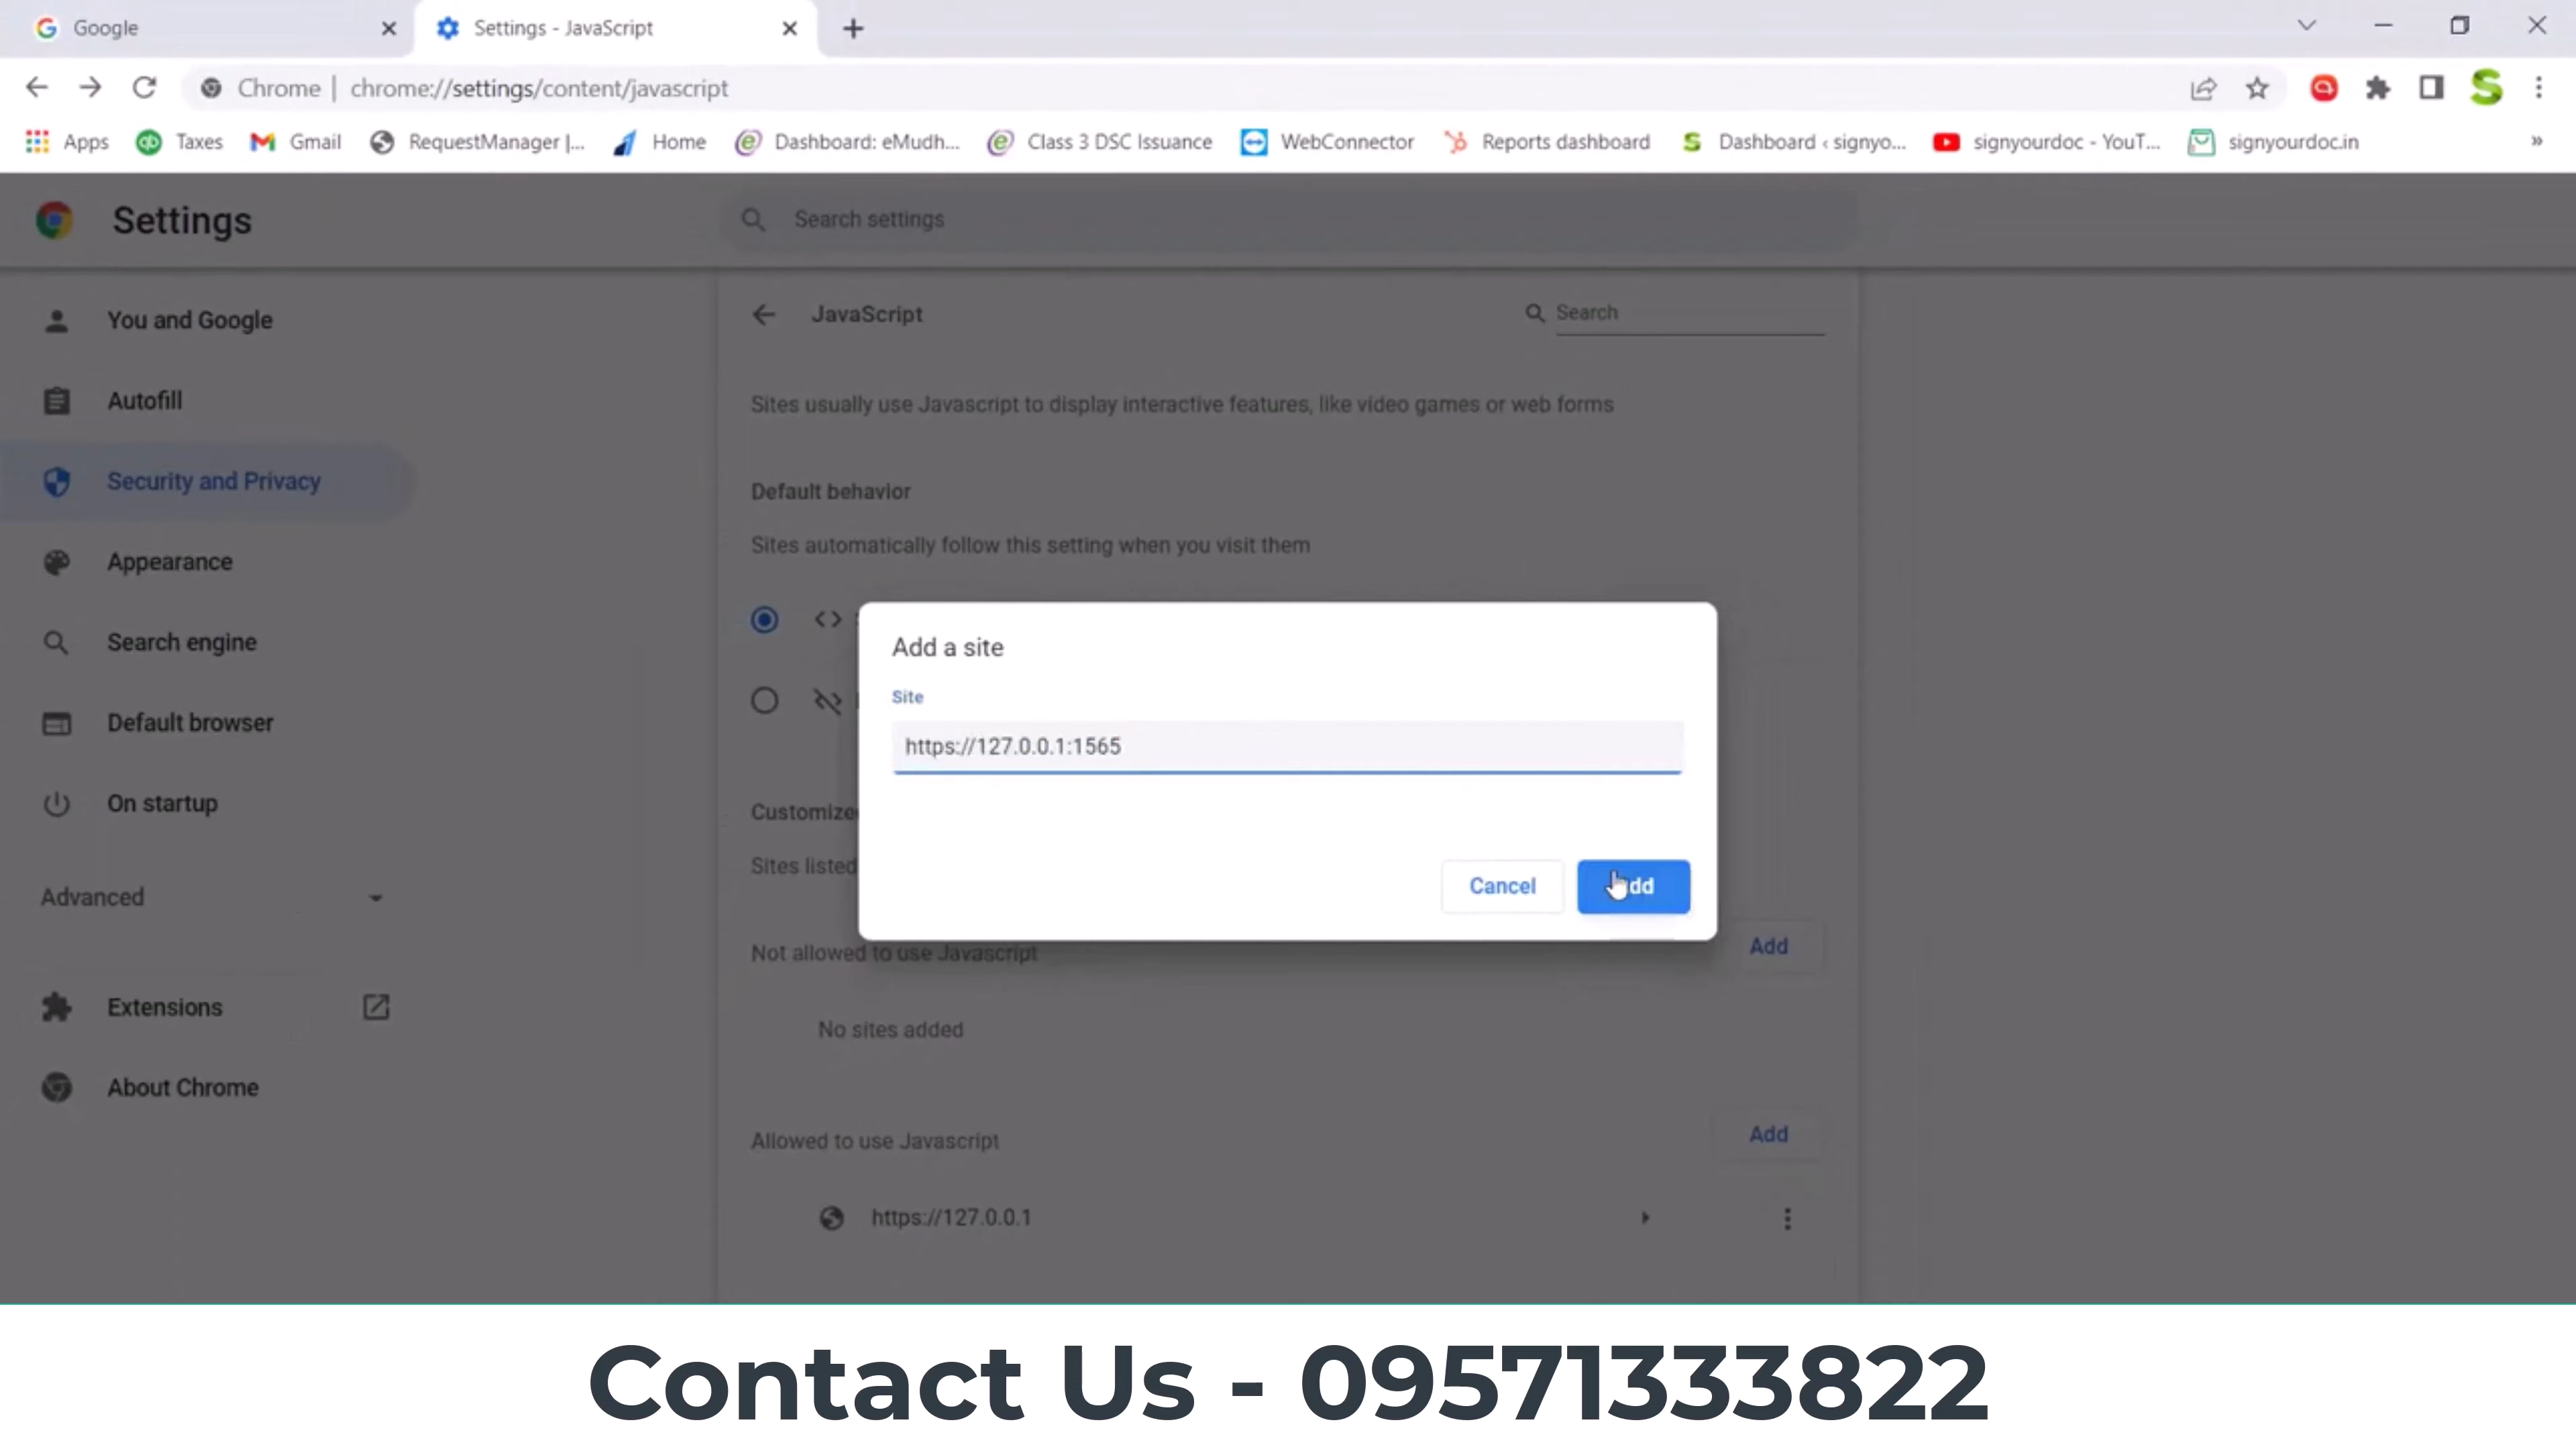 Google
Settings - JavaScript
Chrome | chrome://settings/content/javascript
Apps
Taxes
Gmail
RequestManager |...
Home
Dashboard: eMudh...
Class 3 DSC Issuance
WebConnector
Reports dashboard
Dashboard ‹ signyo...
signyourdoc - YouT...
signyourdoc.in
»
Settings
Search settings
You and Google
Autofill
Security and Privacy
Appearance
Search engine
Default browser
On startup
Advanced
Extensions
About Chrome
JavaScript
Search
Sites usually use Javascript to display interactive features, like video games or web forms
Default behavior
Sites automatically follow this setting when you visit them
Add a site
Site
https://127.0.0.1:1565
Cancel
Customize
Sites listed
Not allowed to use Javascript
Add
No sites added
Allowed to use Javascript
Add
https://127.0.0.1
Contact Us - 09571333822